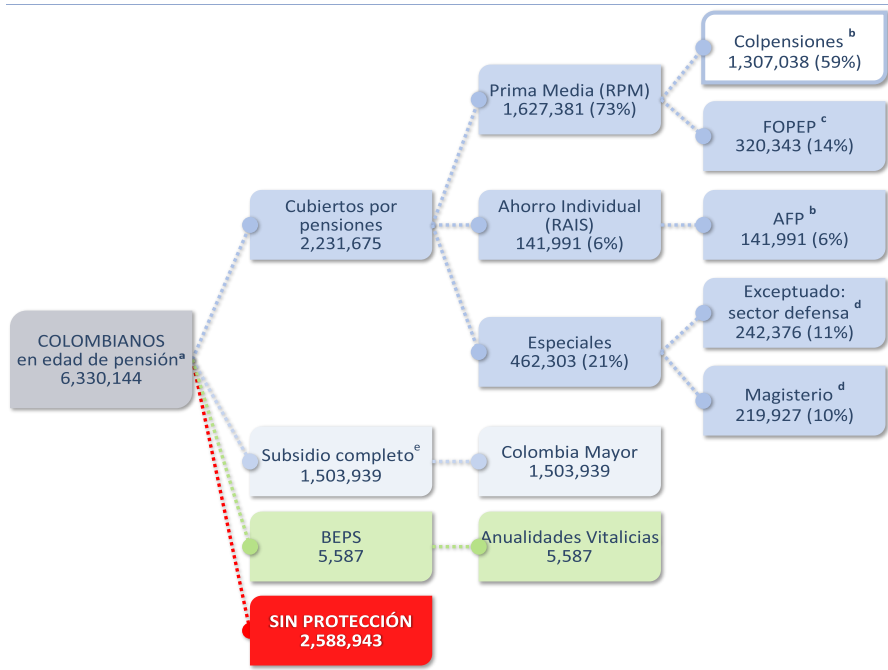 COLOMBIANOS
en edad de pensiónª
6,330,144
Cubiertos por
pensiones
2,231,675
Prima Media (RPM)
1,627,381 (73%)
Colpensiones ᵇ
1,307,038 (59%)
FOPEP ᶜ
320,343 (14%)
Ahorro Individual
(RAIS)
141,991 (6%)
AFP ᵇ
141,991 (6%)
Especiales
462,303 (21%)
Exceptuado:
sector defensa ᵈ
242,376 (11%)
Magisterio ᵈ
219,927 (10%)
Subsidio completoᵉ
1,503,939
Colombia Mayor
1,503,939
BEPS
5,587
Anualidades Vitalicias
5,587
SIN PROTECCIÓN
2,588,943